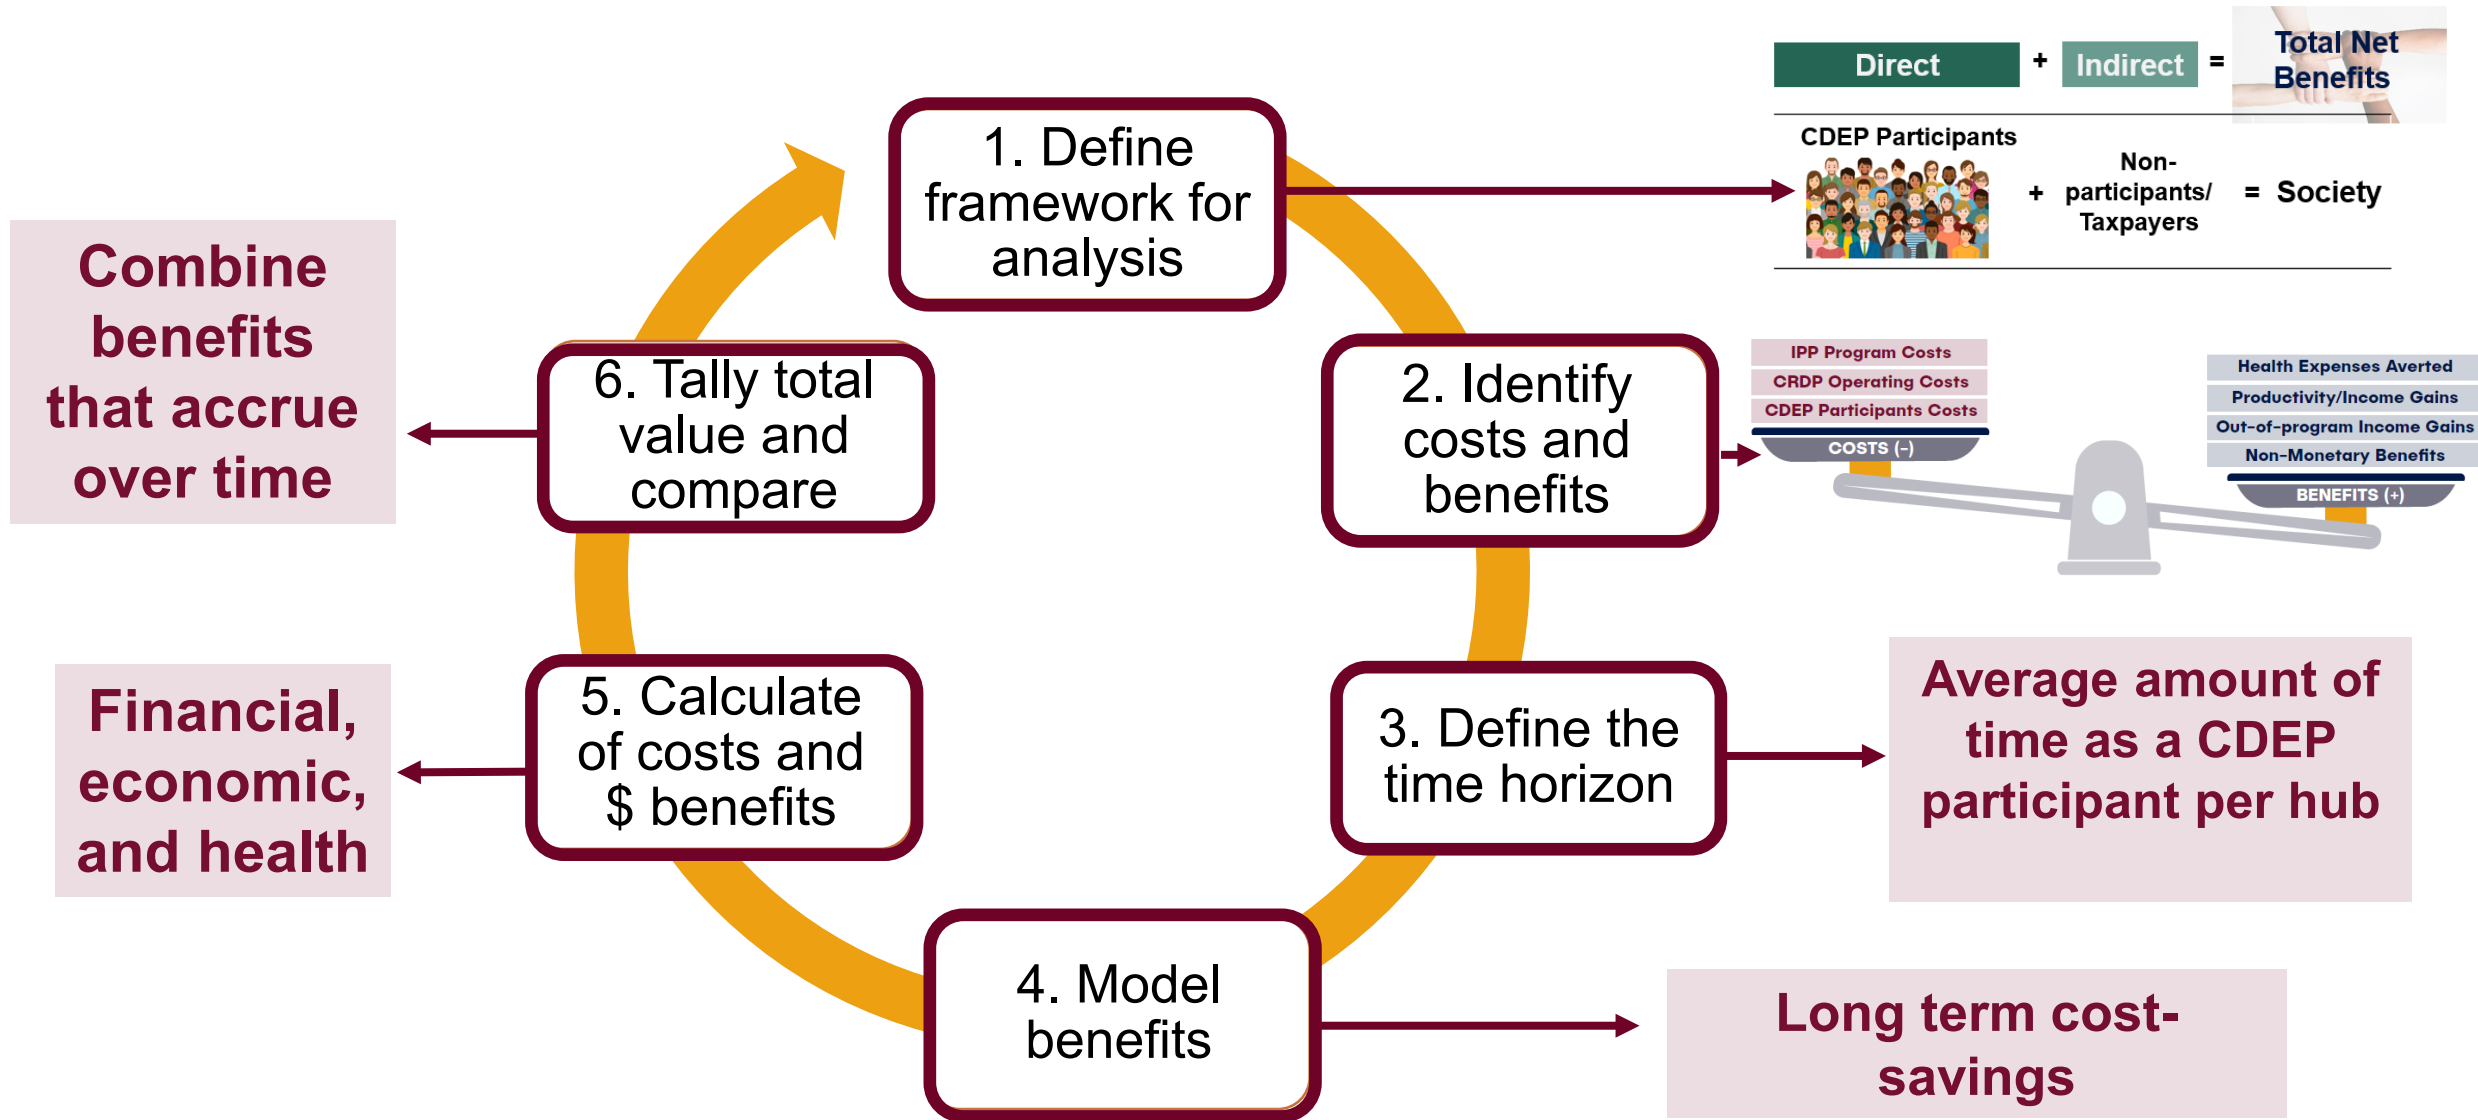 1. Define
framework for
analysis
Direct + Indirect = Total Net
Benefits
CDEP Participants
+ Non-
participants/
Taxpayers
= Society
2. Identify
costs and
benefits
IPP Program Costs
CRDP Operating Costs
CDEP Participants Costs
COSTS (-)
Health Expenses Averted
Productivity/Income Gains
Out-of-program Income Gains
Non-Monetary Benefits
BENEFITS (+)
3. Define the
time horizon
Average amount of
time as a CDEP
participant per hub
4. Model
benefits
Long term cost-
savings
5. Calculate
of costs and
$ benefits
Financial,
economic,
and health
6. Tally total
value and
compare
Combine
benefits
that accrue
over time